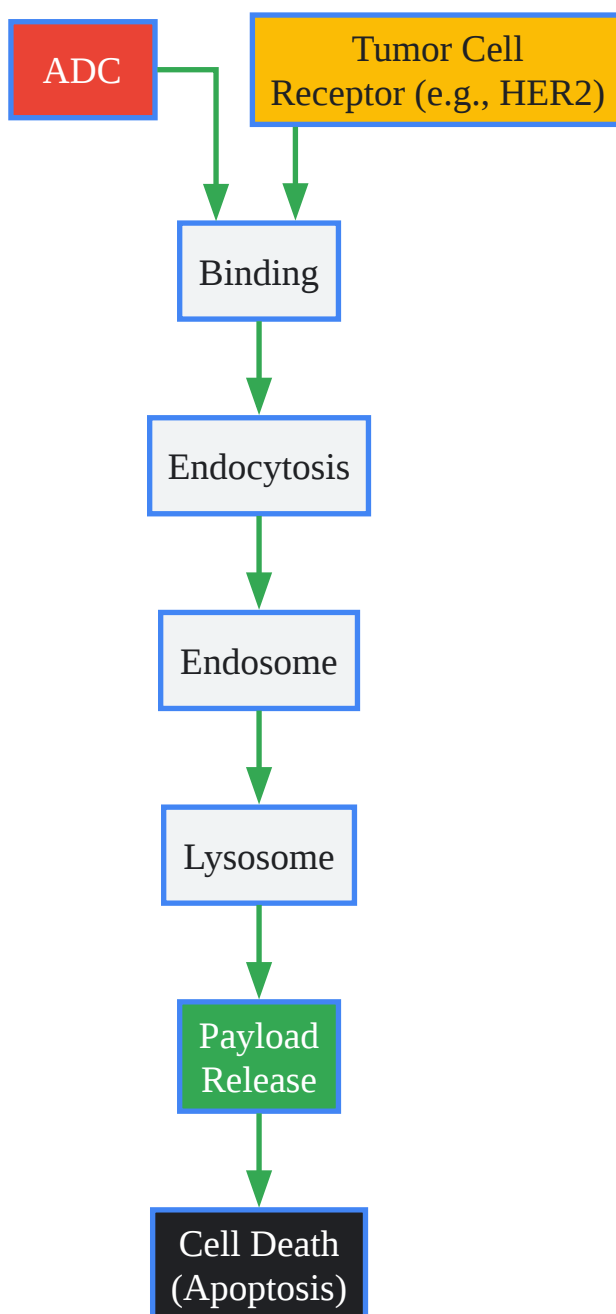 ADC
Tumor Cell
Receptor (e.g., HER2)
Binding
Endocytosis
Endosome
Lysosome
Payload
Release
Cell Death
(Apoptosis)